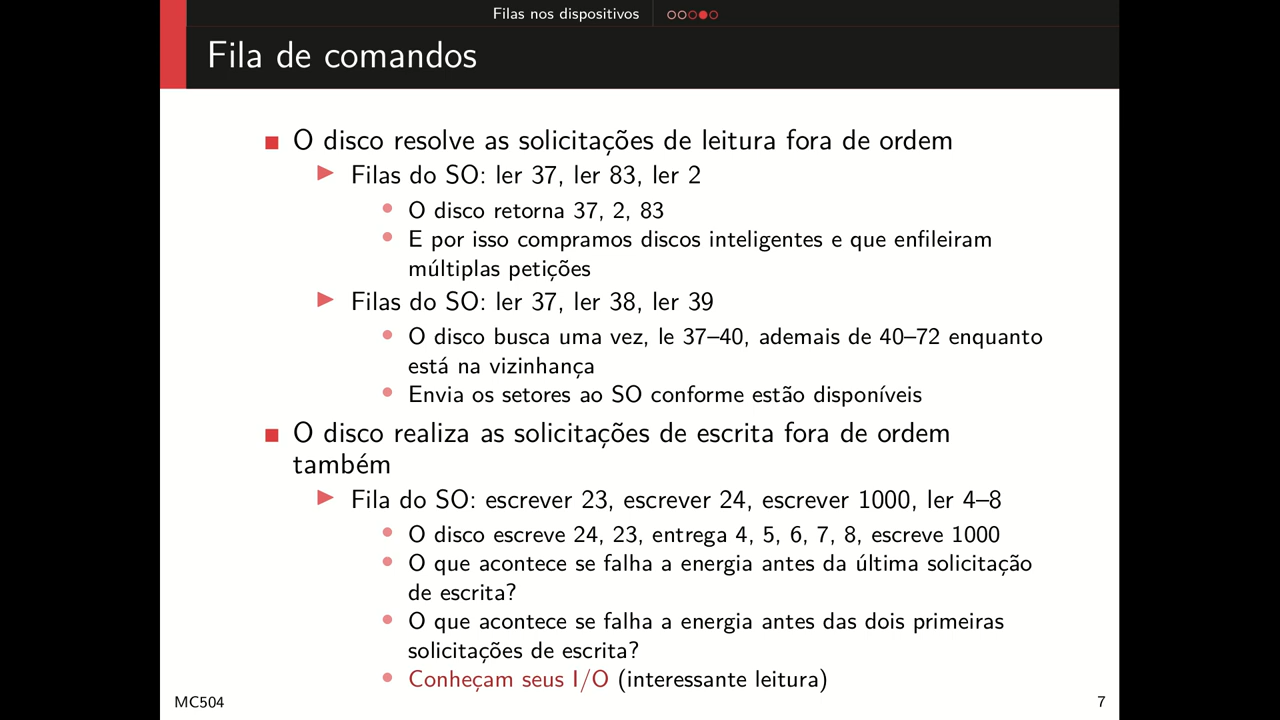 Filas nos dispositivos
Fila de comandos
O disco resolve as solicitações de leitura fora de ordem
Filas do SO: ler 37, ler 83, ler 2
O disco retorna 37, 2, 83
E por isso compramos discos inteligentes e que enfileiram
múltiplas petições
Filas do SO: ler 37, ler 38, ler 39
O disco busca uma vez, le 37–40, ademais de 40–72 enquanto
está na vizinhança
Envia os setores ao SO conforme estão disponíveis
O disco realiza as solicitações de escrita fora de ordem
também
Fila do SO: escrever 23, escrever 24, escrever 1000, ler 4–8
O disco escreve 24, 23, entrega 4, 5, 6, 7, 8, escreve 1000
O que acontece se falha a energia antes da última solicitação
de escrita?
O que acontece se falha a energia antes das dois primeiras
solicitações de escrita?
Conheçam seus I/O (interessante leitura)
MC504
7